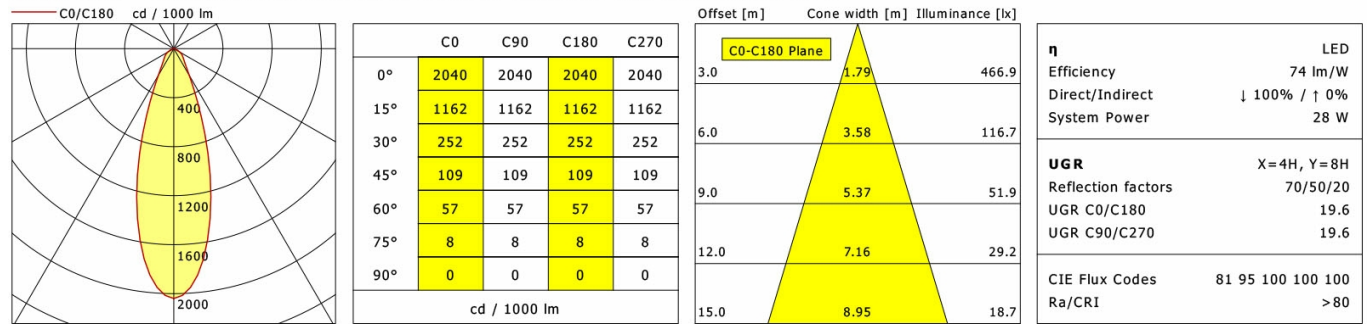 C0/C180 cd / 1000 lm
400
800
1200
1600
2000
C0 C90 C180 C270
0° 2040 2040 2040 2040
15° 1162 1162 1162 1162
30° 252 252 252 252
45° 109 109 109 109
60° 57 57 57 57
75° 8 8 8 8
90° 0 0 0 0
cd / 1000 lm
Offset [m] Cone width [m] Illuminance [lx]
C0-C180 Plane
3.0 1.79 466.9
6.0 3.58 116.7
9.0 5.37 51.9
12.0 7.16 29.2
15.0 8.95 18.7
η LED
Efficiency 74 lm/W
Direct/Indirect ↓ 100% / ↑ 0%
System Power 28 W
UGR X=4H, Y=8H
Reflection factors 70/50/20
UGR C0/C180 19.6
UGR C90/C270 19.6
CIE Flux Codes 81 95 100 100 100
Ra/CRI >80